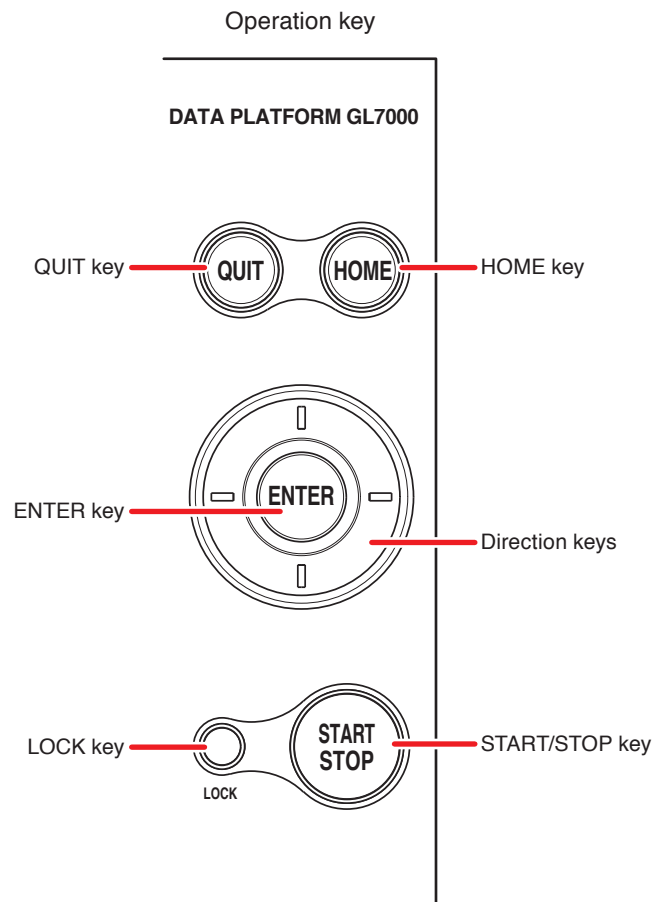 Operation key
DATA PLATFORM GL7000
QUIT key
QUIT
HOME
HOME key
ENTER key
ENTER
Direction keys
LOCK key
LOCK
START
STOP
START/STOP key